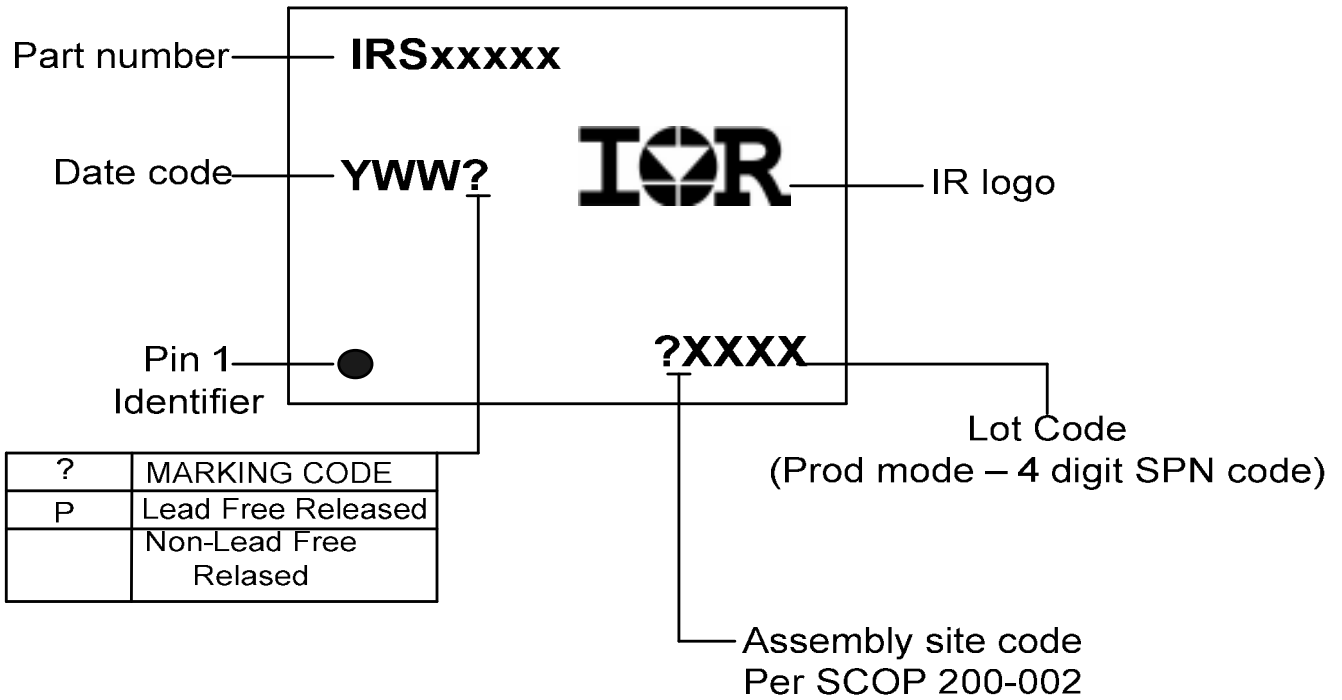 Part number
IRSxxxxx
Date code
YWW?
IOR
IR logo
Pin 1
Identifier
?XXXX
Lot Code
(Prod mode – 4 digit SPN code)
? MARKING CODE
P Lead Free Released
Non-Lead Free
Relased
Assembly site code
Per SCOP 200-002